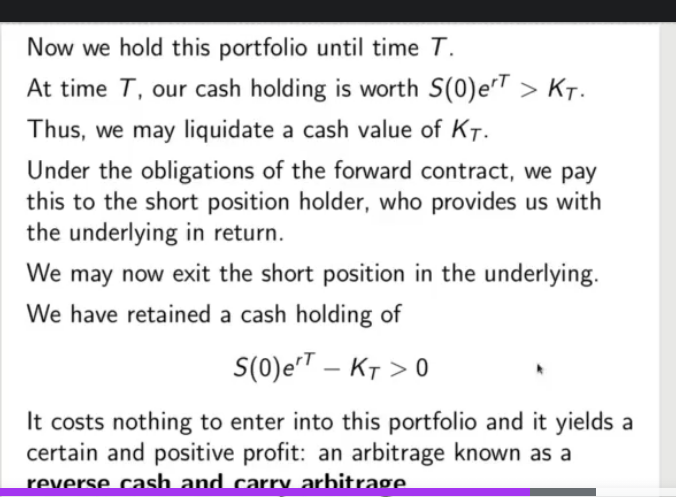 Now we hold this portfolio until time T.
At time T, our cash holding is worth S(0)e^{rT} > K_T.
Thus, we may liquidate a cash value of K_T.
Under the obligations of the forward contract, we pay
this to the short position holder, who provides us with
the underlying in return.
We may now exit the short position in the underlying.
We have retained a cash holding of
S(0)e^{rT} − K_T > 0
It costs nothing to enter into this portfolio and it yields a
certain and positive profit: an arbitrage known as a
reverse cash and carry arbitrage